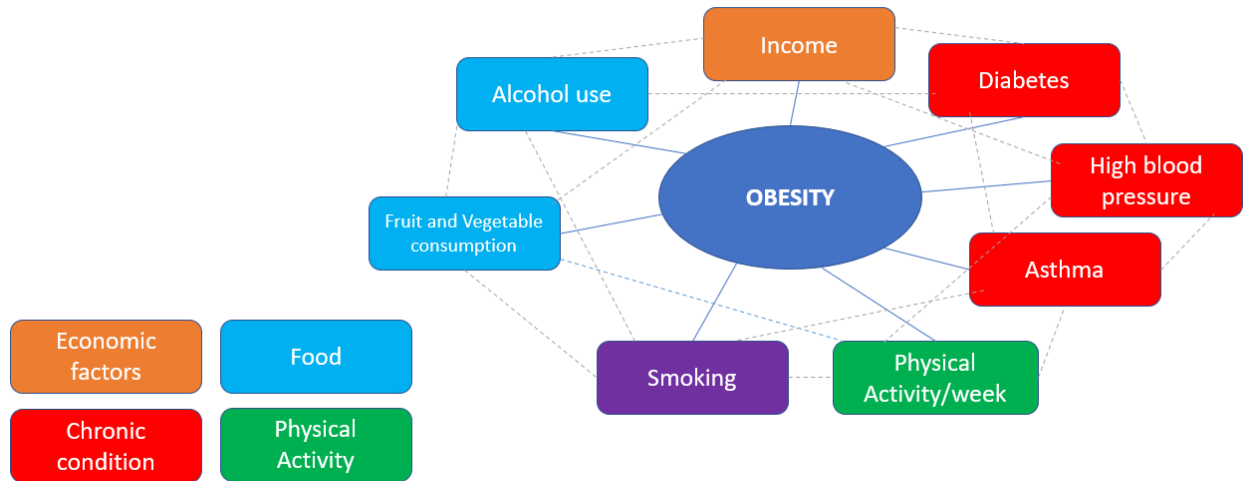 Income
Alcohol use
Diabetes
High blood
pressure
OBESITY
Fruit and Vegetable
consumption
Asthma
Smoking
Physical
Activity/week
Economic
factors
Food
Chronic
condition
Physical
Activity